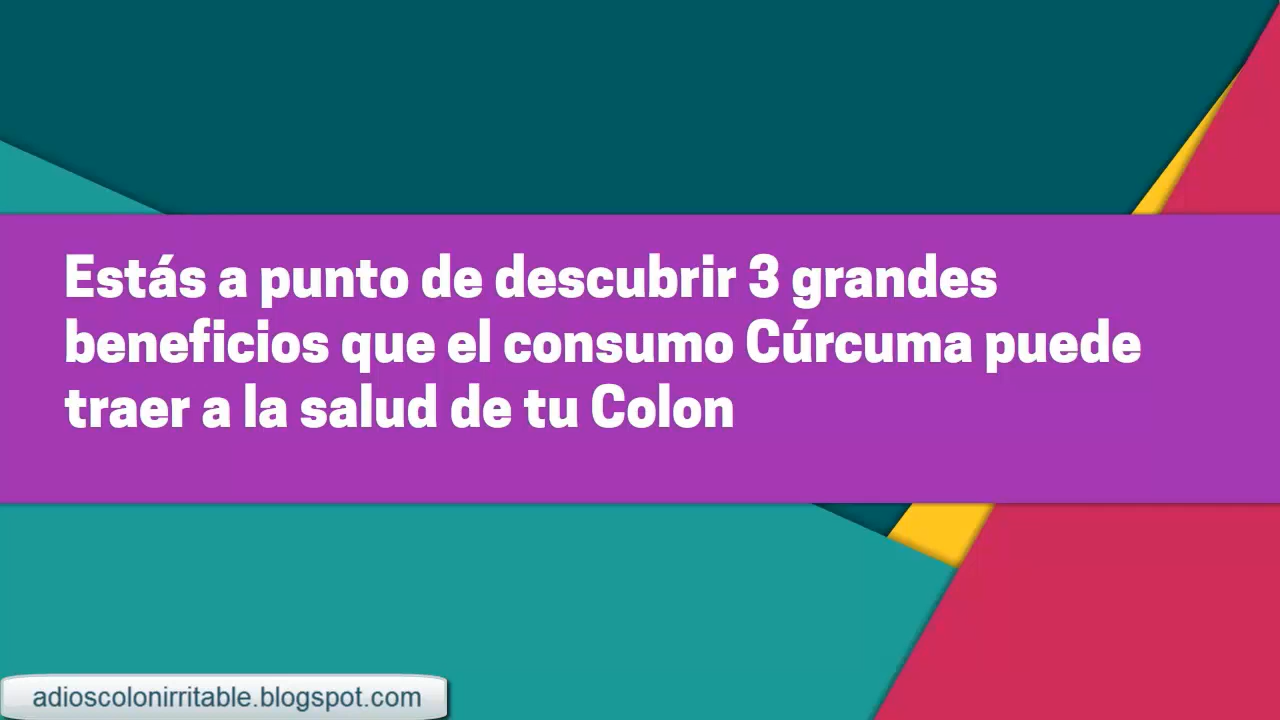 Estás a punto de descubrir 3 grandes
beneficios que el consumo Cúrcuma puede
traer a la salud de tu Colon
adioscolonirritable.blogspot.com